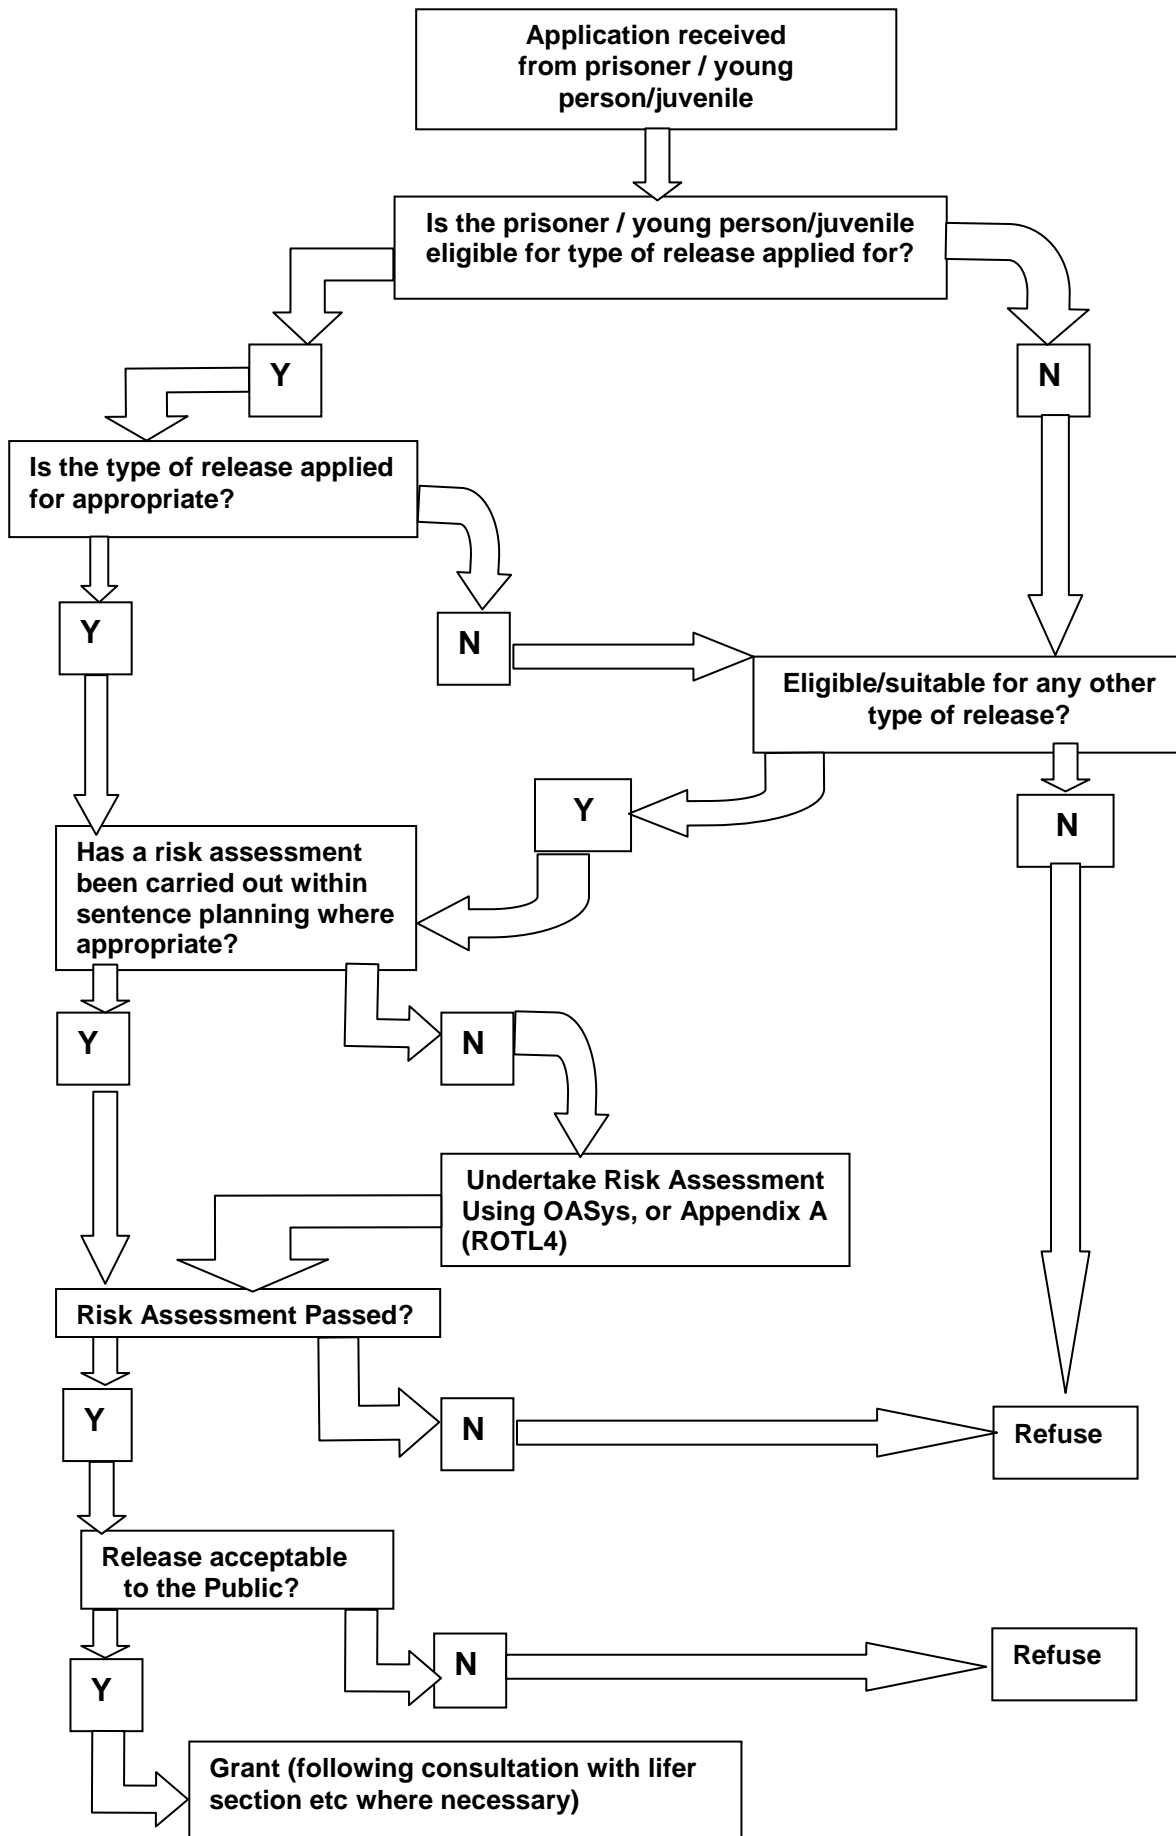 Application received
from prisoner / young
person/juvenile
Is the prisoner / young person/juvenile
eligible for type of release applied for?
Y
N
Is the type of release applied
for appropriate?
Y
N
Eligible/suitable for any other
type of release?
Y
N
Has a risk assessment
been carried out within
sentence planning where
appropriate?
Y
N
Undertake Risk Assessment
Using OASys, or Appendix A
(ROTL4)
Risk Assessment Passed?
Y
N
Refuse
Release acceptable
to the Public?
Y
N
Refuse
Grant (following consultation with lifer
section etc where necessary)